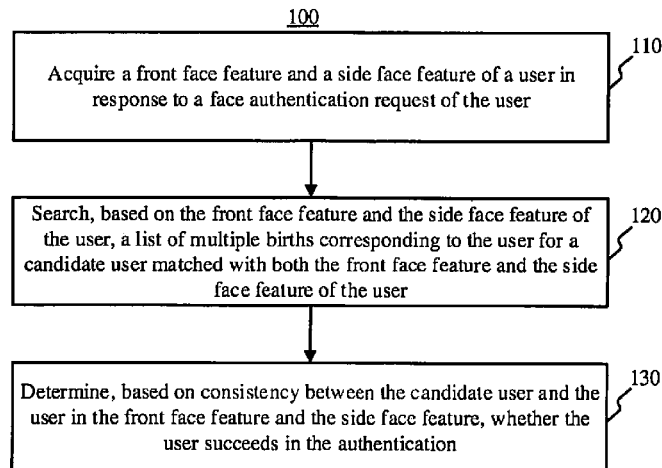 100
110
Acquire a front face feature and a side face feature of a user in
response to a face authentication request of the user
120
Search, based on the front face feature and the side face feature of
the user, a list of multiple births corresponding to the user for a
candidate user matched with both the front face feature and the side
face feature of the user
130
Determine, based on consistency between the candidate user and the
user in the front face feature and the side face feature, whether the
user succeeds in the authentication